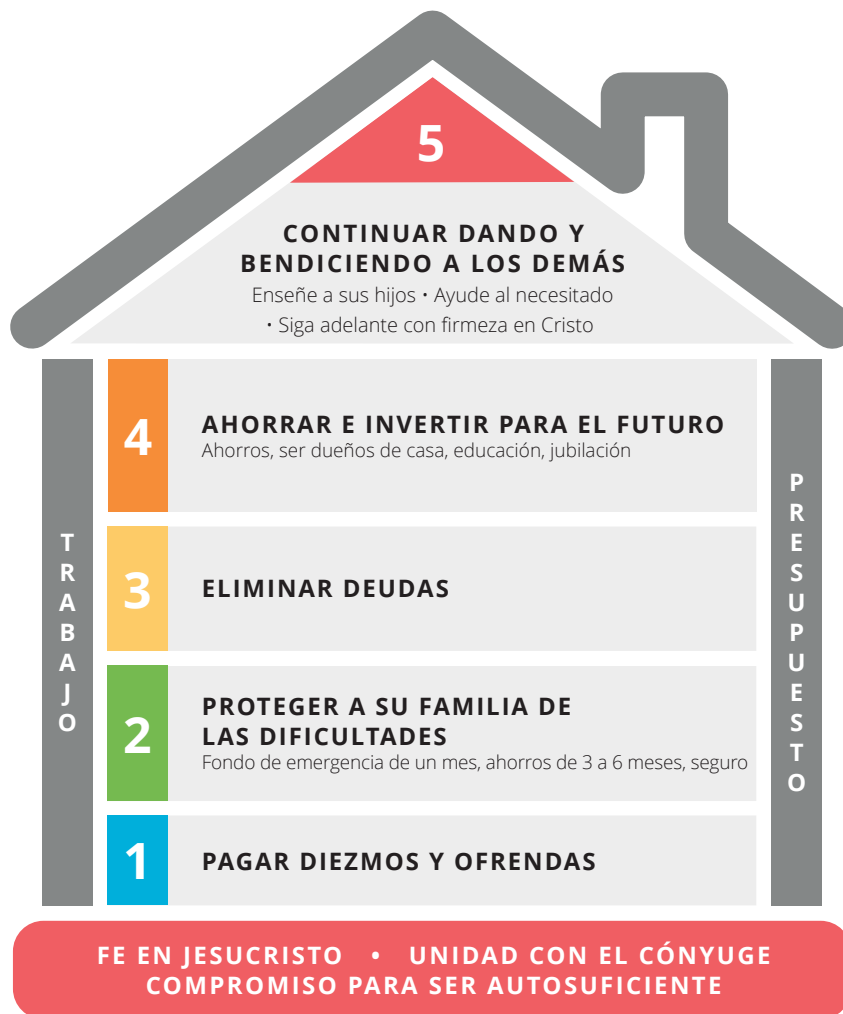 5
CONTINUAR DANDO Y
BENDICIENDO A LOS DEMÁS
Enseñe a sus hijos • Ayude al necesitado
• Siga adelante con firmeza en Cristo
4
AHORRAR E INVERTIR PARA EL FUTURO
Ahorros, ser dueños de casa, educación, jubilación
3
ELIMINAR DEUDAS
2
PROTEGER A SU FAMILIA DE
LAS DIFICULTADES
Fondo de emergencia de un mes, ahorros de 3 a 6 meses, seguro
1
PAGAR DIEZMOS Y OFRENDAS
TRABAJO
PRESUPUESTO
FE EN JESUCRISTO • UNIDAD CON EL CÓNYUGE
COMPROMISO PARA SER AUTOSUFICIENTE